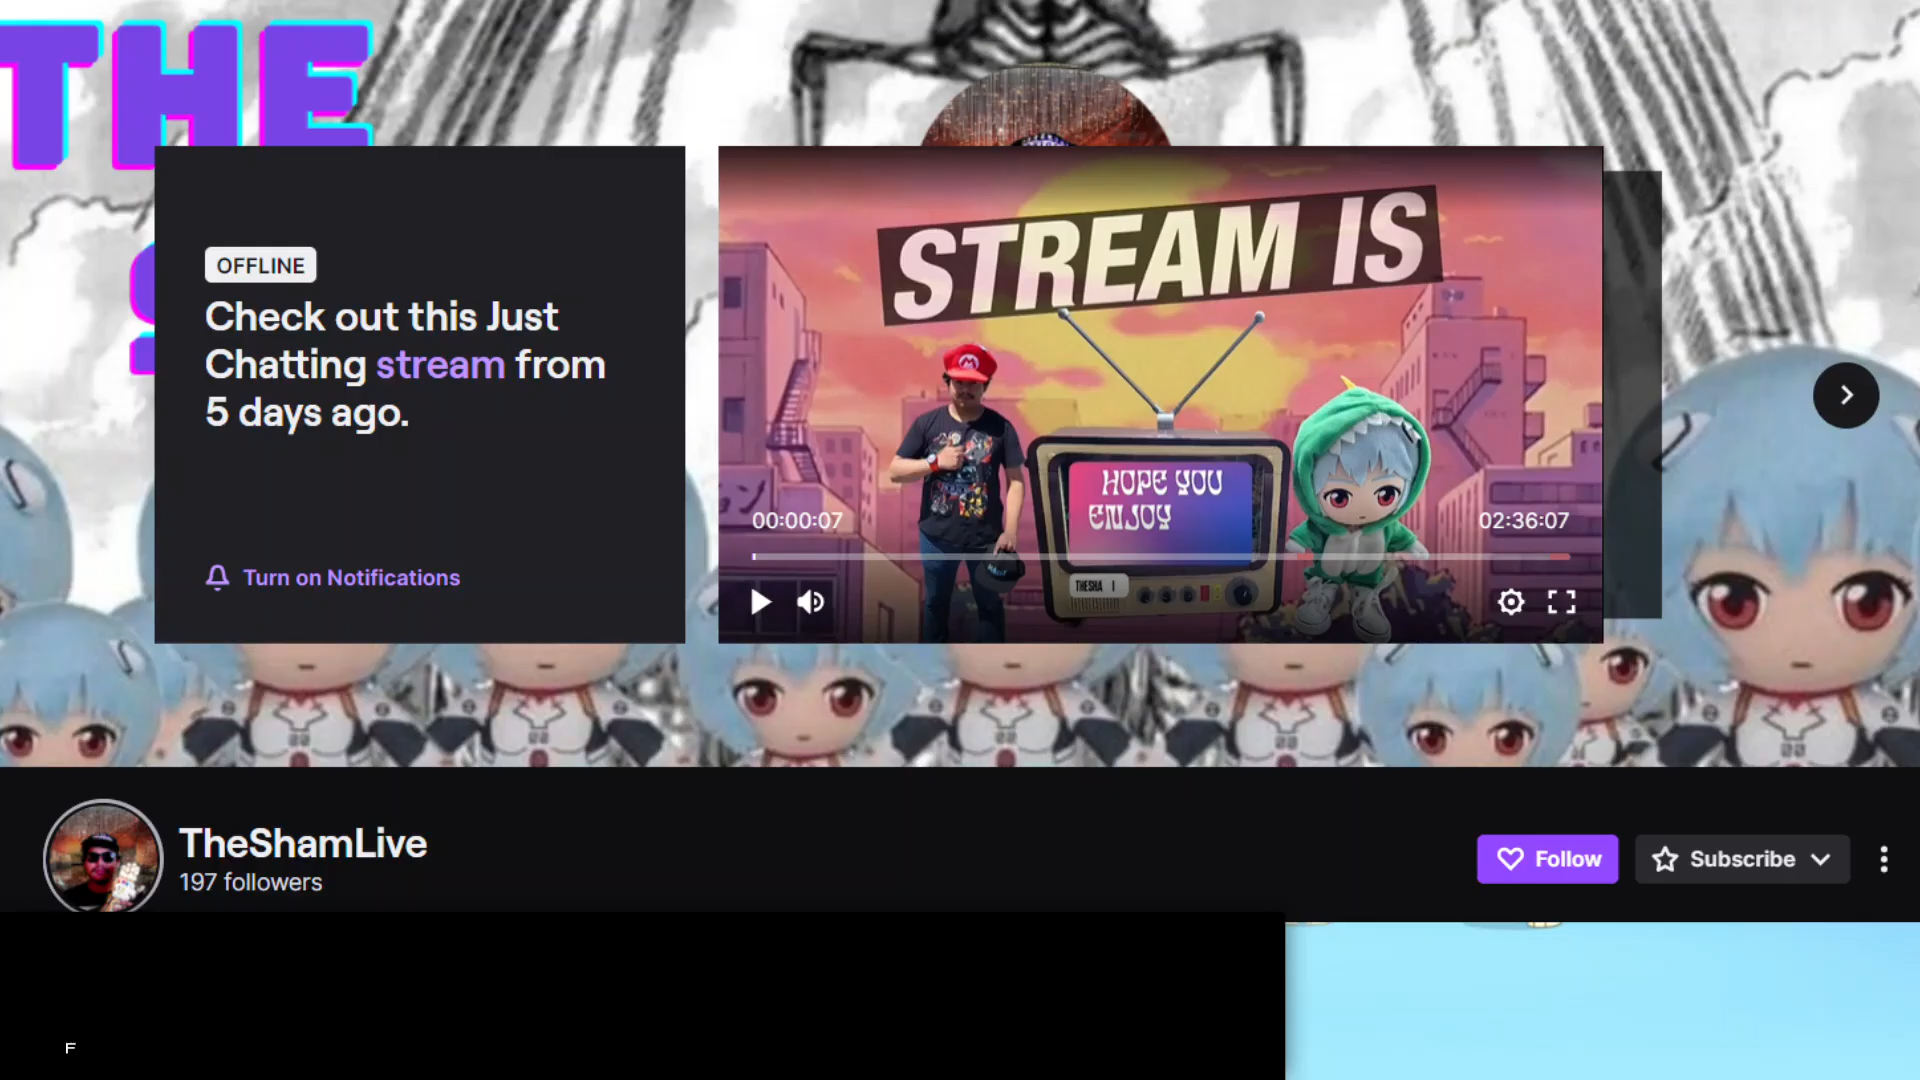 THE
OFFLINE
Check out this Just
Chatting stream from
5 days ago.
Turn on Notifications
STREAM IS
HOPE YOU
ENJOY
00:00:07
02:36:07
TheShamLive
197 followers
Follow
Subscribe
F